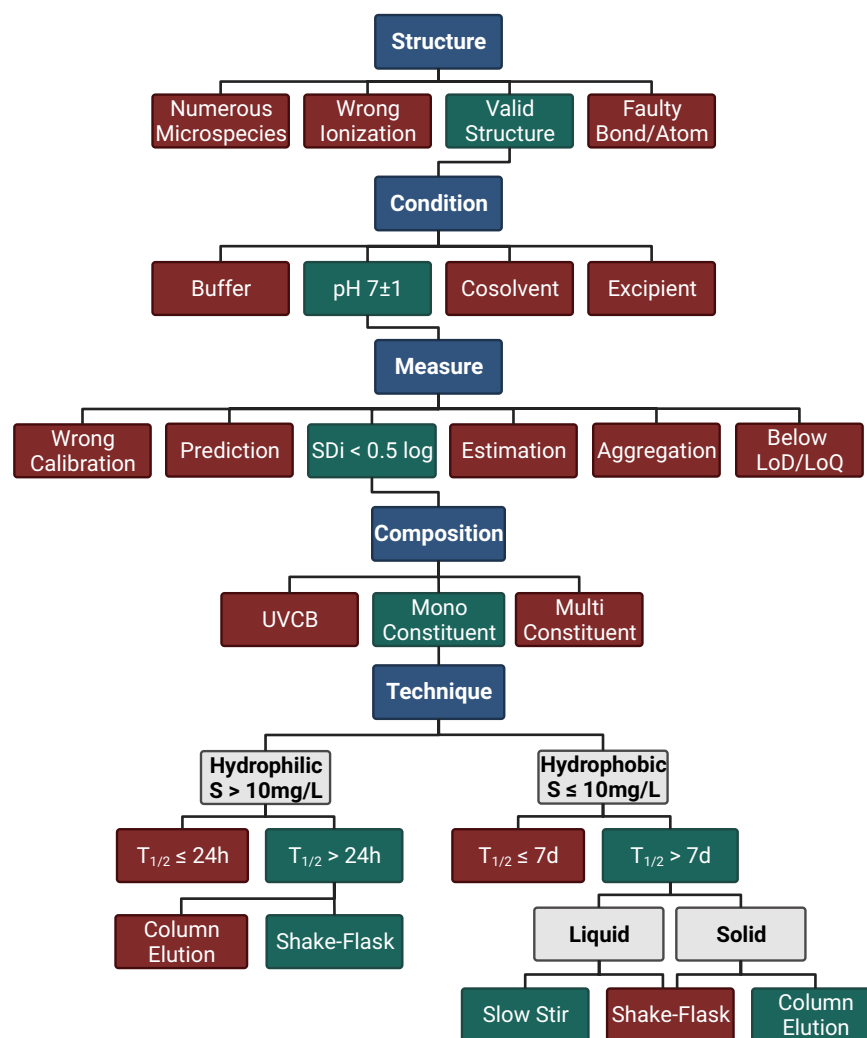 Structure
Numerous
Microspecies
Wrong
Ionization
Valid
Structure
Faulty
Bond/Atom
Condition
Buffer
pH 7±1
Cosolvent
Excipient
Measure
Wrong
Calibration
Prediction
SDi < 0.5 log
Estimation
Aggregation
Below
LoD/LoQ
Composition
UVCB
Mono
Constituent
Multi
Constituent
Technique
Hydrophilic
S > 10mg/L
Hydrophobic
S ≤ 10mg/L
T1/2 ≤ 24h
T1/2 > 24h
T1/2 ≤ 7d
T1/2 > 7d
Column
Elution
Shake-Flask
Liquid
Solid
Slow Stir
Shake-Flask
Column
Elution